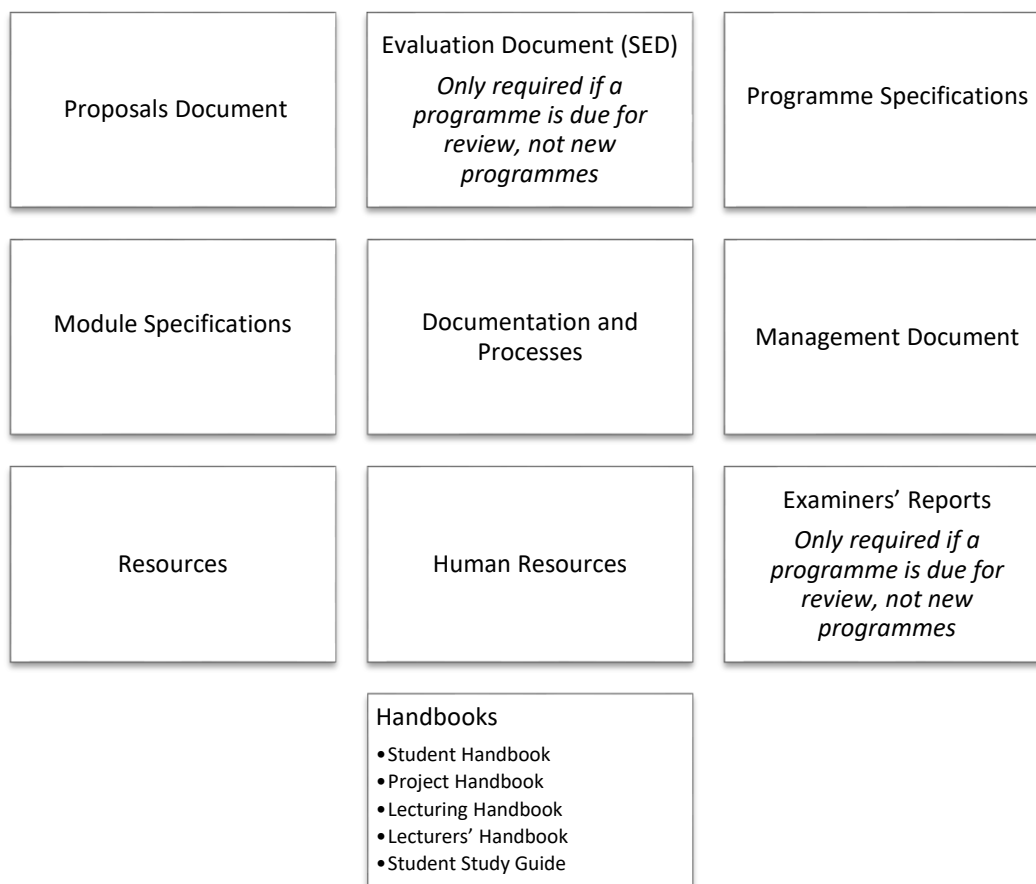 Proposals Document
Evaluation Document (SED)
Only required if a
programme is due for
review, not new
programmes
Programme Specifications
Module Specifications
Documentation and
Processes
Management Document
Resources
Human Resources
Examiners’ Reports
Only required if a
programme is due for
review, not new
programmes
Handbooks
•Student Handbook
•Project Handbook
•Lecturing Handbook
•Lecturers’ Handbook
•Student Study Guide